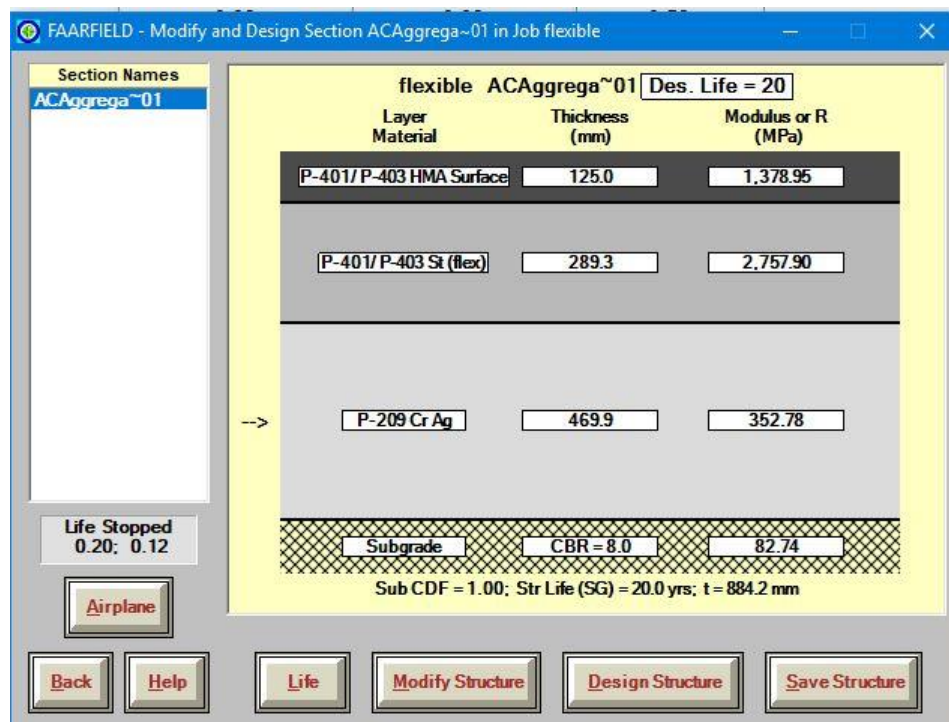 FAARFIELD - Modify and Design Section ACAggrega~01 in Job flexible
Section Names
ACAggrega~01
flexible ACAggrega~01 Des. Life = 20
Layer Material Thickness (mm) Modulus or R (MPa)
P-401/ P-403 HMA Surface 125.0 1,378.95
P-401/ P-403 St (flex) 289.3 2,757.90
--> P-209 Cr Ag 469.9 352.78
Subgrade CBR = 8.0 82.74
Sub CDF = 1.00; Str Life (SG) = 20.0 yrs; t = 884.2 mm
Life Stopped
0.20; 0.12
Airplane
Back Help Life Modify Structure Design Structure Save Structure